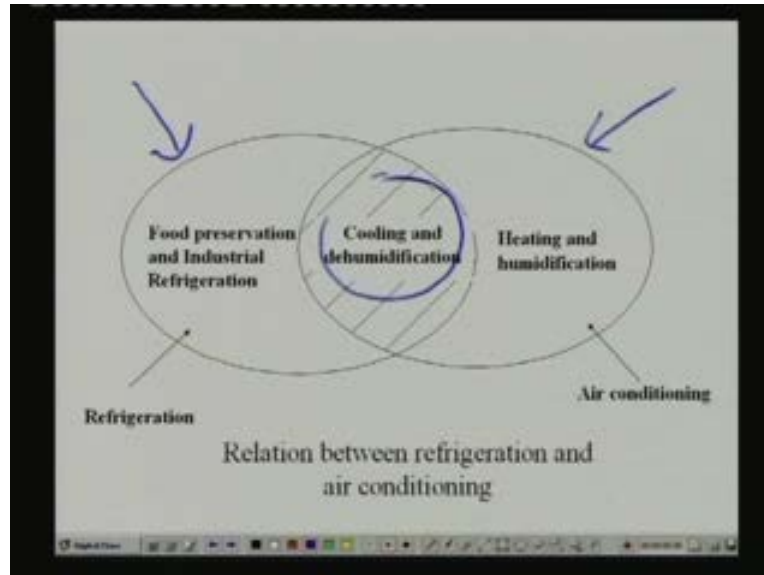 Food preservation
and Industrial
Refrigeration
Cooling and
dehumidification
Heating and
humidification
Refrigeration
Air conditioning
Relation between refrigeration and
air conditioning